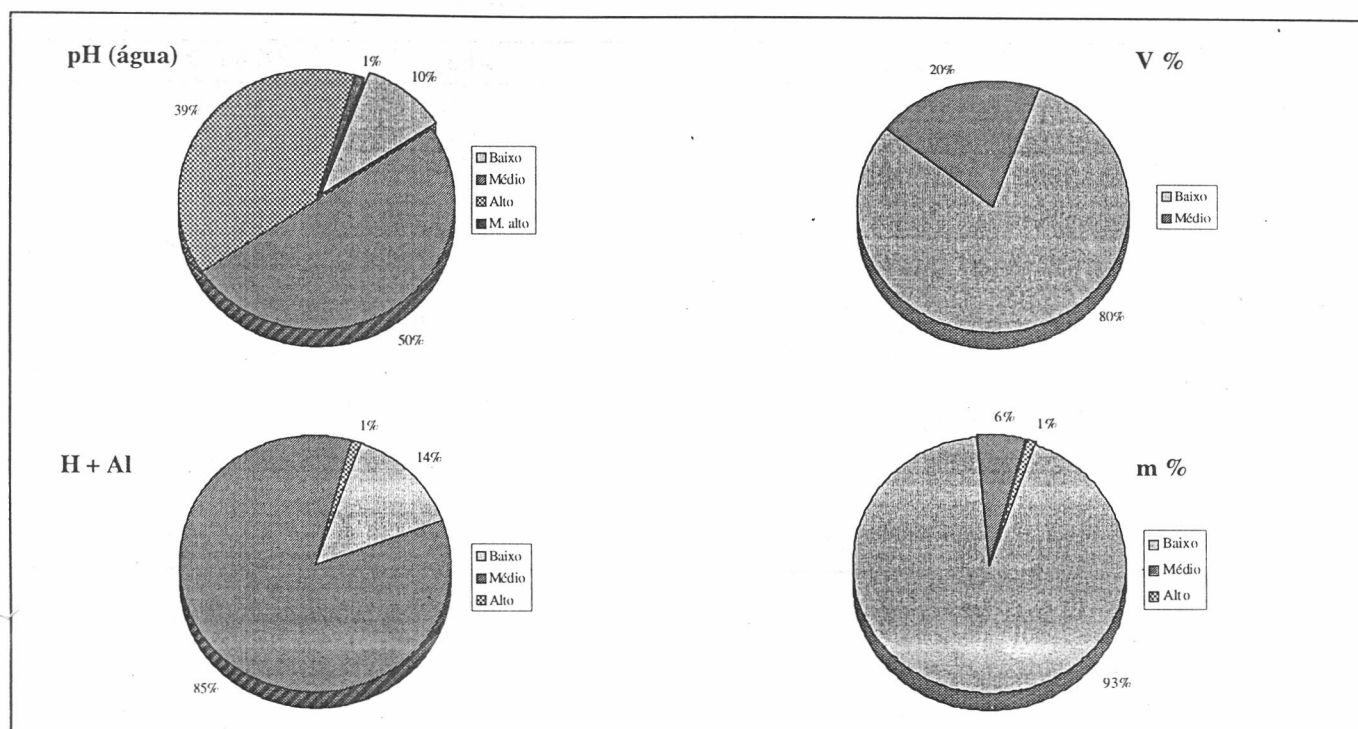 pH (água)
1%
10%
39%
50%
Baixo
Médio
Alto
M. alto
V %
20%
80%
Baixo
Médio
H + Al
1%
14%
85%
Baixo
Médio
Alto
m %
6%
1%
93%
Baixo
Médio
Alto